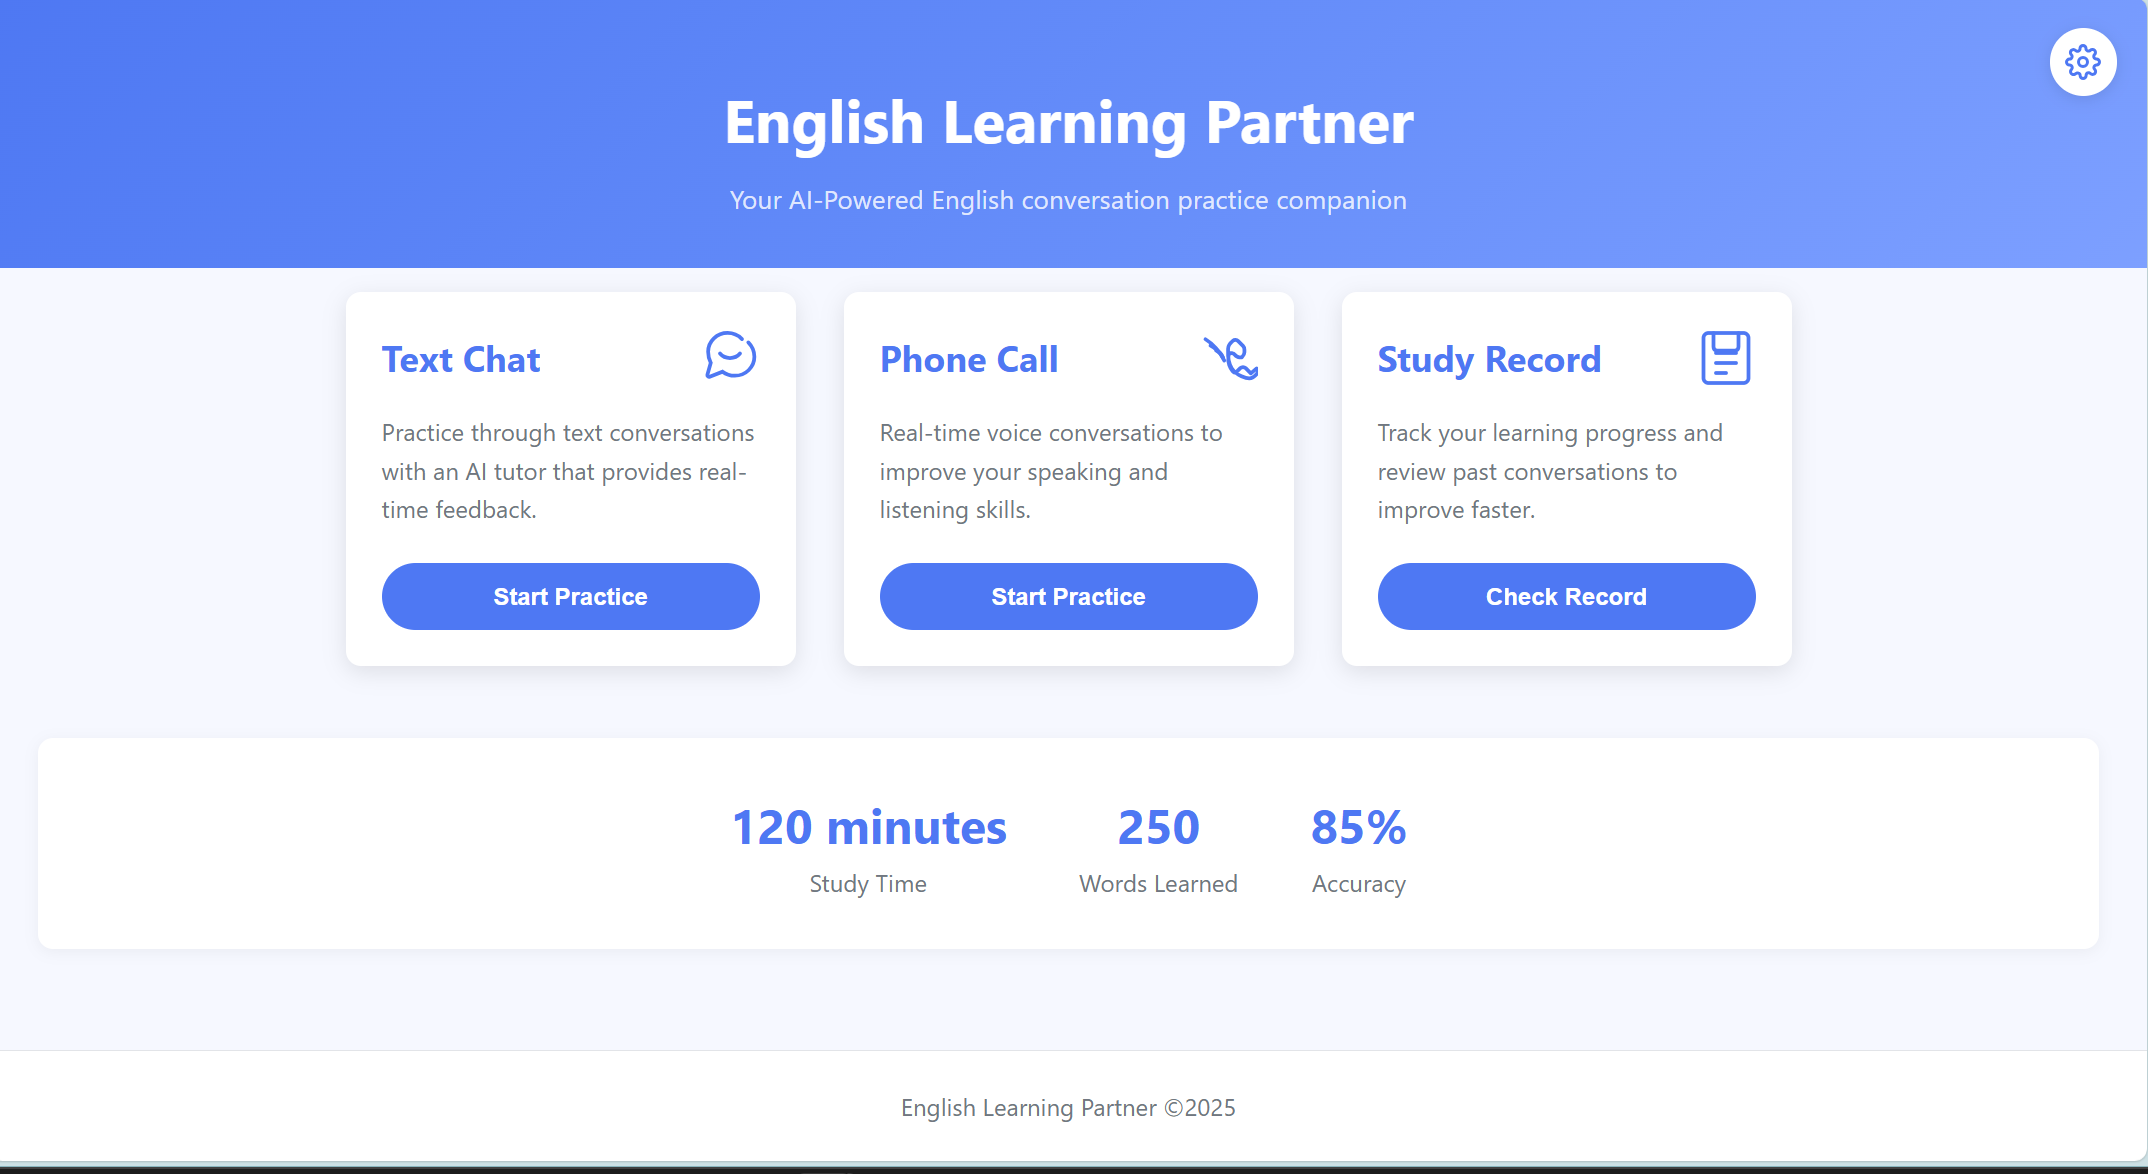 English Learning Partner
Your AI-Powered English conversation practice companion
Text Chat
Practice through text conversations
with an AI tutor that provides real-
time feedback.
Start Practice
Phone Call
Real-time voice conversations to
improve your speaking and
listening skills.
Start Practice
Study Record
Track your learning progress and
review past conversations to
improve faster.
Check Record
120 minutes
Study Time
250
Words Learned
85%
Accuracy
English Learning Partner ©2025